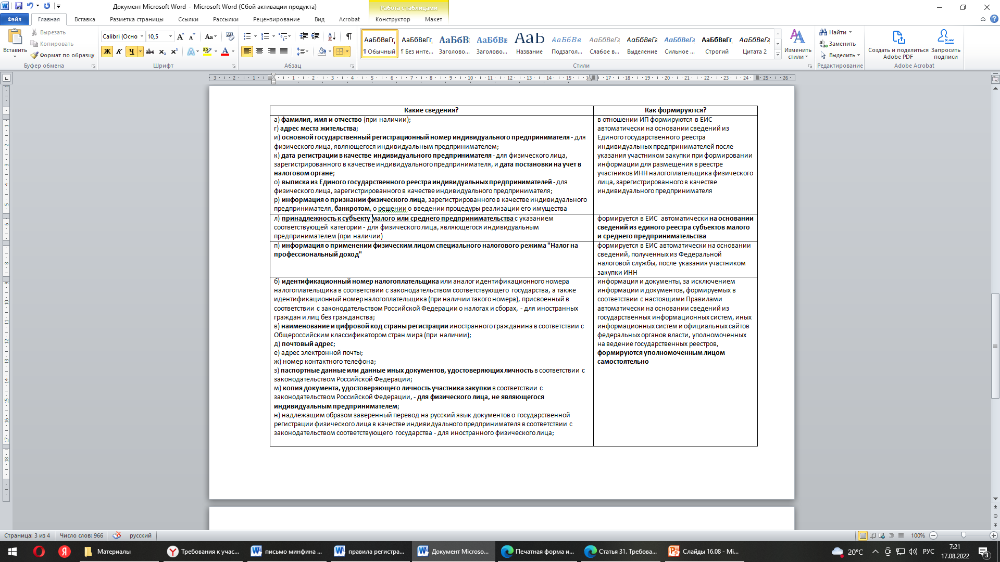 Документ Microsoft Word - Microsoft Word (Сбой активации продукта)
Работа с таблицами
Файл Главная Вставка Разметка страницы Ссылки Рассылки Рецензирование Вид Acrobat Конструктор Макет
Вставить
Вырезать
Копировать
Формат по образцу
Буфер обмена
Calibri (Осно 10,5
Шрифт
Абзац
АаБбВвГг, АаБбВвГг, АаБбВ АаБбВв АаБ АаБбВв. АаБбВвГг АаБбВвГг АаБбВвГг АаБбВвГг, АаБбВвГг
¶ Обычный ¶ Без инте... Заголово... Заголово... Название Подзагол... Слабое в... Выделение Сильное ... Строгий Цитата 2
Стили
Изменить стили
Найти
Заменить
Выделить
Редактирование
Создать и поделиться Adobe PDF
Запросить подписи
Adobe Acrobat
Какие сведения? Как формируются?
а) фамилия, имя и отчество (при наличии);
г) адрес места жительства;
и) основной государственный регистрационный номер индивидуального предпринимателя - для
физического лица, являющегося индивидуальным предпринимателем;
к) дата регистрации в качестве индивидуального предпринимателя - для физического лица,
зарегистрированного в качестве индивидуального предпринимателя, и дата постановки на учет в
налоговом органе;
о) выписка из Единого государственного реестра индивидуальных предпринимателей - для
физического лица, зарегистрированного в качестве индивидуального предпринимателя;
р) информация о признании физического лица, зарегистрированного в качестве индивидуального
предпринимателя, банкротом, о решении о введении процедуры реализации его имущества
в отношении ИП формируются в ЕИС
автоматически на основании сведений из
Единого государственного реестра
индивидуальных предпринимателей после
указания участником закупки при формировании
информации для размещения в реестре
участников ИНН налогоплательщика физического
лица, зарегистрированного в качестве
индивидуального предпринимателя
л) принадлежность к субъекту малого или среднего предпринимательства с указанием
соответствующей категории - для физического лица, являющегося индивидуальным
предпринимателем (при наличии)
формируется в ЕИС автоматически на основании
сведений из единого реестра субъектов малого
и среднего предпринимательства
п) информация о применении физическим лицом специального налогового режима "Налог на
профессиональный доход"
формируется в ЕИС автоматически на основании
сведений, полученных из Федеральной
налоговой службы, после указания участником
закупки ИНН
б) идентификационный номер налогоплательщика или аналог идентификационного номера
налогоплательщика в соответствии с законодательством соответствующего государства, а также
идентификационный номер налогоплательщика (при наличии такого номера), присвоенный в
соответствии с законодательством Российской Федерации о налогах и сборах, - для иностранных
граждан и лиц без гражданства;
в) наименование и цифровой код страны регистрации иностранного гражданина в соответствии с
Общероссийским классификатором стран мира (при наличии);
д) почтовый адрес;
е) адрес электронной почты;
ж) номер контактного телефона;
з) паспортные данные или данные иных документов, удостоверяющих личность в соответствии с
законодательством Российской Федерации;
м) копия документа, удостоверяющего личность участника закупки в соответствии с
законодательством Российской Федерации, - для физического лица, не являющегося
индивидуальным предпринимателем;
н) надлежащим образом заверенный перевод на русский язык документов о государственной
регистрации физического лица в качестве индивидуального предпринимателя в соответствии с
законодательством соответствующего государства - для иностранного физического лица;
информация и документы, за исключением
информации и документов, формируемых в
соответствии с настоящими Правилами
автоматически на основании сведений из
государственных информационных систем, иных
информационных систем и официальных сайтов
федеральных органов власти, уполномоченных
на ведение государственных реестров,
формируются уполномоченным лицом
самостоятельно
Страница: 3 из 4 Число слов: 966 русский 100%
Материалы Требования к учас... письмо минфина ... правила регистра... Документ Microso... Печатная форма и... Статья 31. Требова... Слайды 16.08 - Mi... 20°C РУС 7:21
17.08.2022
3